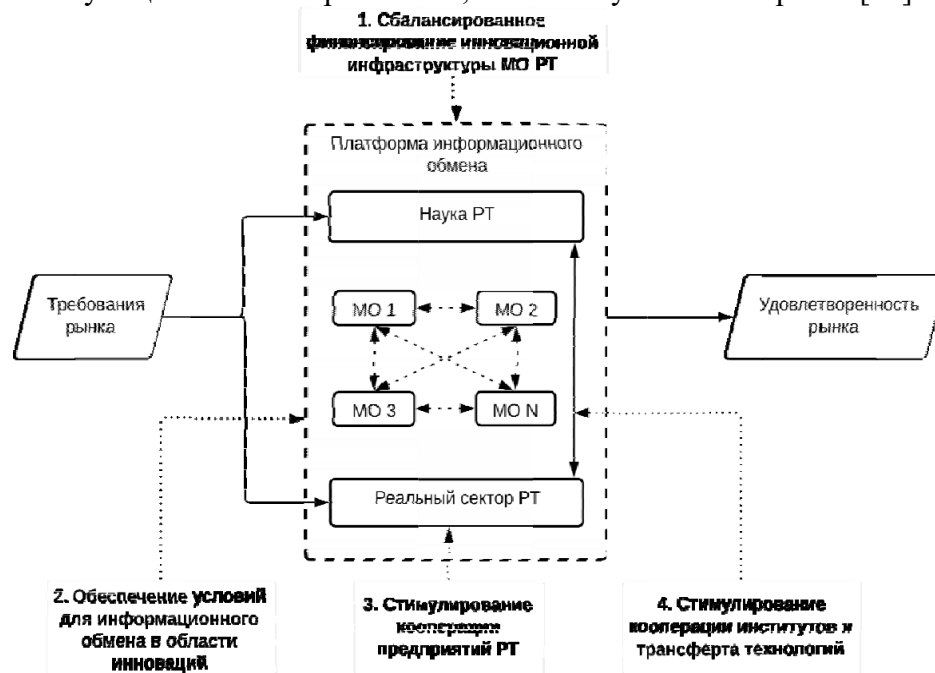 1. Сбалансированное
финансирование инновационной
инфраструктуры МО РТ
Платформа информационного
обмена
Наука РТ
Требования
рынка
МО 1
МО 2
Удовлетворенность
рынка
МО 3
МО N
Реальный сектор РТ
2. Обеспечение условий
для информационного
обмена в области
инноваций
3. Стимулирование
кооперации
предприятий РТ
4. Стимулирование
кооперации институтов и
трансферта технологий